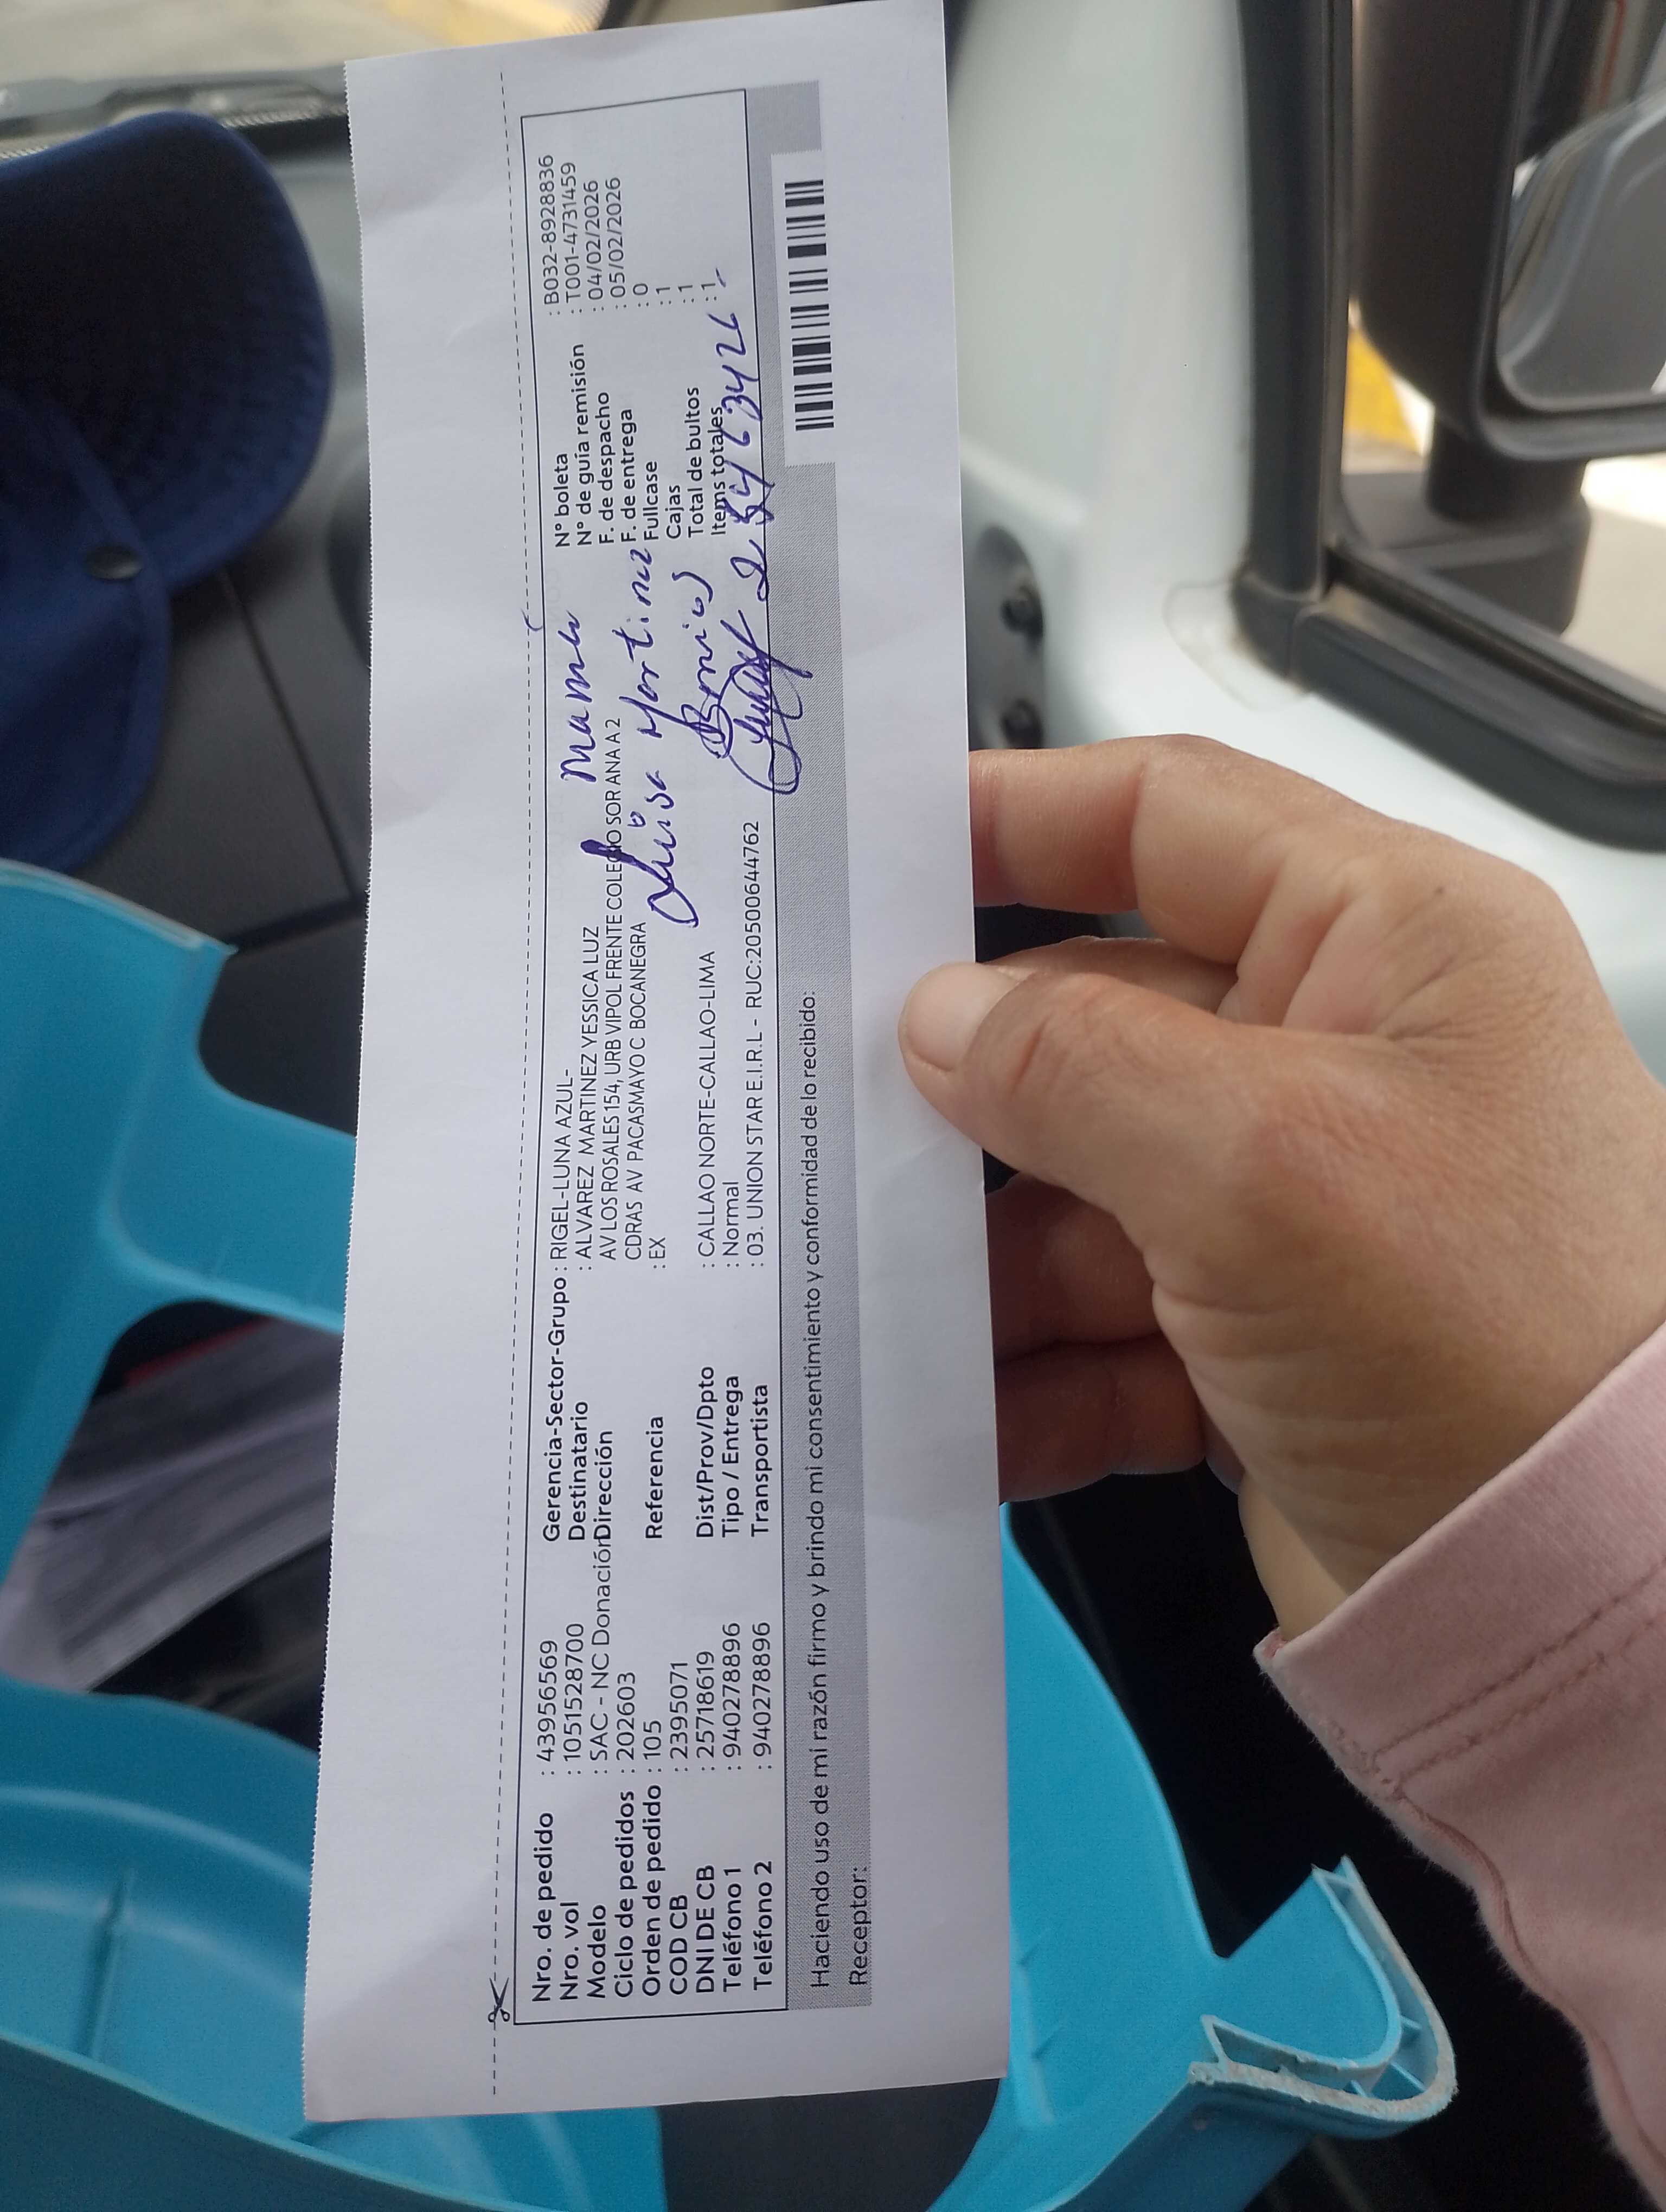 Nro. de pedido : 43956569
Nro. vol : 10515287​00
Modelo : SAC - NC Donación
Ciclo de pedidos : 202603
Orden de pedido : 105
COD CB : 2395071
DNI DE CB : 25718619
Teléfono 1 : 940278896
Teléfono 2 : 940278896
Gerencia-Sector-Grupo : RIGEL-LUNA AZUL-
Destinatario : ALVAREZ MARTINEZ YESSICA LUZ
Dirección AV LOS ROSALES 154, URB VIPOL FRENTE COLEGIO SOR ANA A 2
CDRAS AV PACASMAYO C BOCANEGRA
Referencia : EX
Dist/Prov/Dpto : CALLAO NORTE-CALLAO-LIMA
Tipo / Entrega : Normal
Transportista : 03. UNION STAR E.I.R.L - RUC:20500644762
N° boleta : B032-8928836
N° de guía remisión : T001-4731459
F. de despacho : 04/02/2026
F. de entrega : 05/02/2026
Fullcase : 0
Cajas : 1
Total de bultos : 1
Items totales : 1
Mama
Luisa Martinez
Haciendo uso de mi razón firmo y brindo mi consentimiento y conformidad de lo recibido:
Receptor: